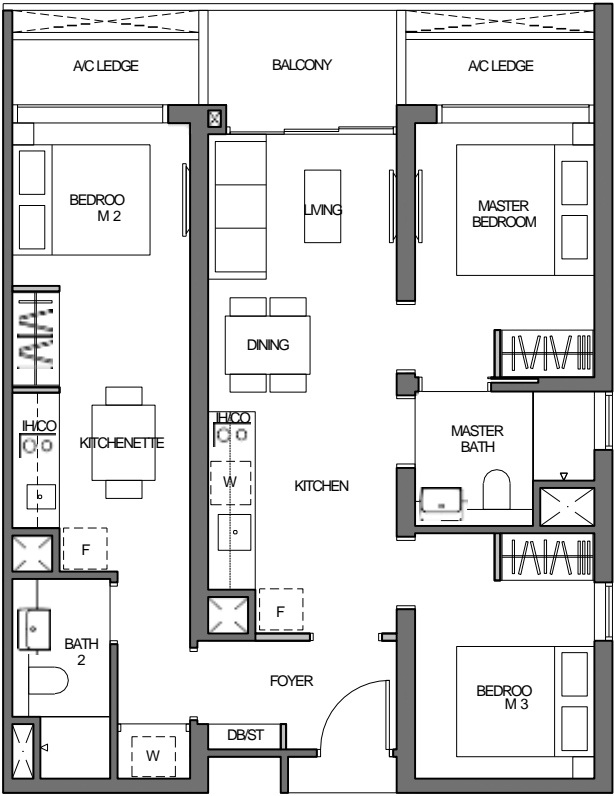 A/C LEDGE
BALCONY
A/C LEDGE
BEDROO
M 2
LIVING
MASTER
BEDROOM
DINING
IH/CO
KITCHENETTE
IH/CO
W
KITCHEN
MASTER
BATH
F
F
BATH
2
FOYER
BEDROO
M 3
DB/ST
W